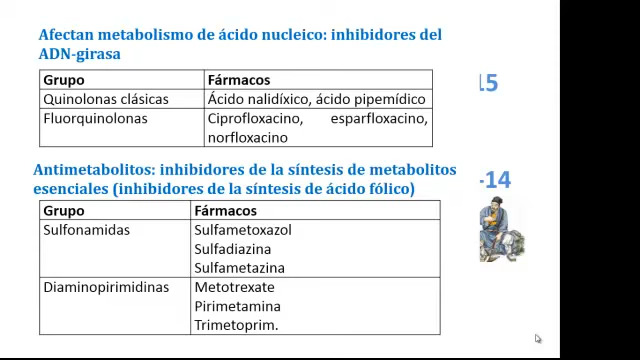 Afectan metabolismo de ácido nucleico: inhibidores del
ADN-girasa
Grupo Fármacos
Quinolonas clásicas Ácido nalidíxico, ácido pipemídico
Fluorquinolonas Ciprofloxacino, esparfloxacino,
norfloxacino
15
Antimetabolitos: inhibidores de la síntesis de metabolitos
esenciales (inhibidores de la síntesis de ácido fólico)
-14
Grupo Fármacos
Sulfonamidas Sulfametoxazol
Sulfadiazina
Sulfametazina
Diaminopirimidinas Metotrexate
Pirimetamina
Trimetoprim.